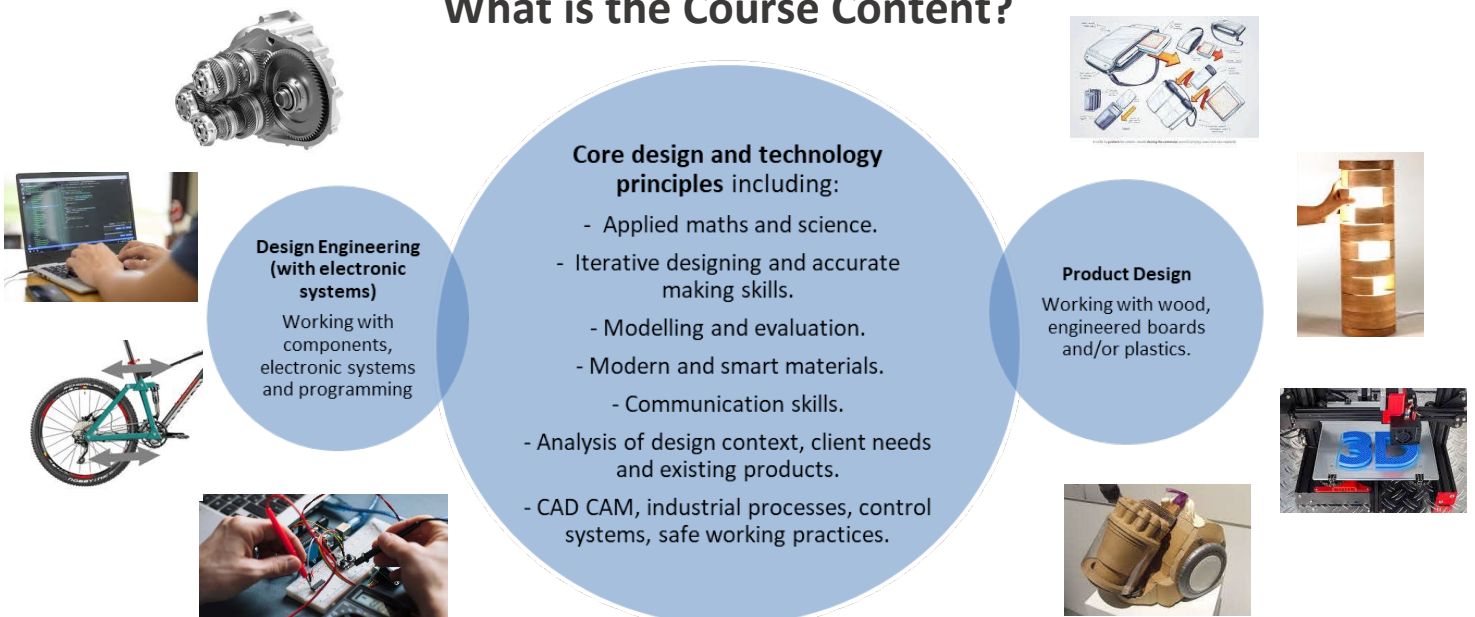 What is the Course Content?
Core design and technology
principles including:
- Applied maths and science.
- Iterative designing and accurate
making skills.
- Modelling and evaluation.
- Modern and smart materials.
- Communication skills.
- Analysis of design context, client needs
and existing products.
- CAD CAM, industrial processes, control
systems, safe working practices.
Design Engineering
(with electronic
systems)
Working with
components,
electronic systems
and programming
Product Design
Working with wood,
engineered boards
and/or plastics.
3D